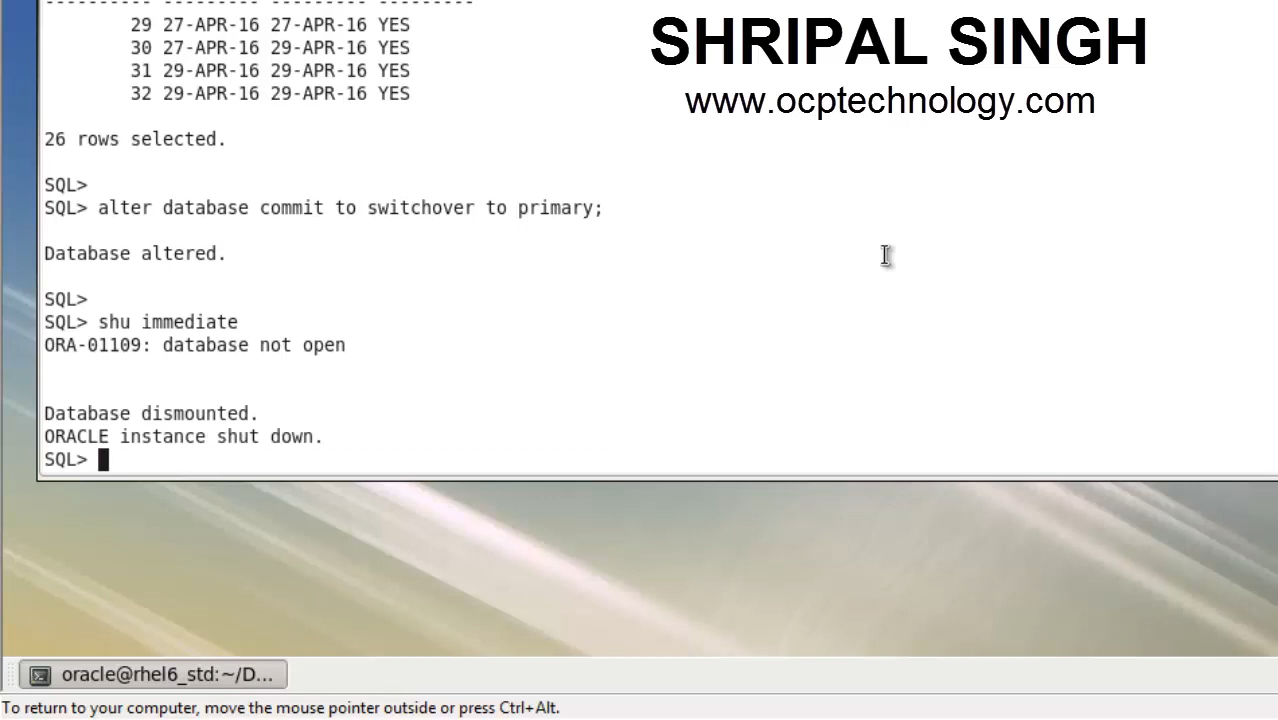 ---------- --------- --------- ---------
29 27-APR-16 27-APR-16 YES
30 27-APR-16 29-APR-16 YES
31 29-APR-16 29-APR-16 YES
32 29-APR-16 29-APR-16 YES
SHRIPAL SINGH
www.ocptechnology.com
26 rows selected.
SQL>
SQL> alter database commit to switchover to primary;
Database altered.
SQL>
SQL> shu immediate
ORA-01109: database not open
Database dismounted.
ORACLE instance shut down.
SQL>
oracle@rhel6_std:~/D...
To return to your computer, move the mouse pointer outside or press Ctrl+Alt.